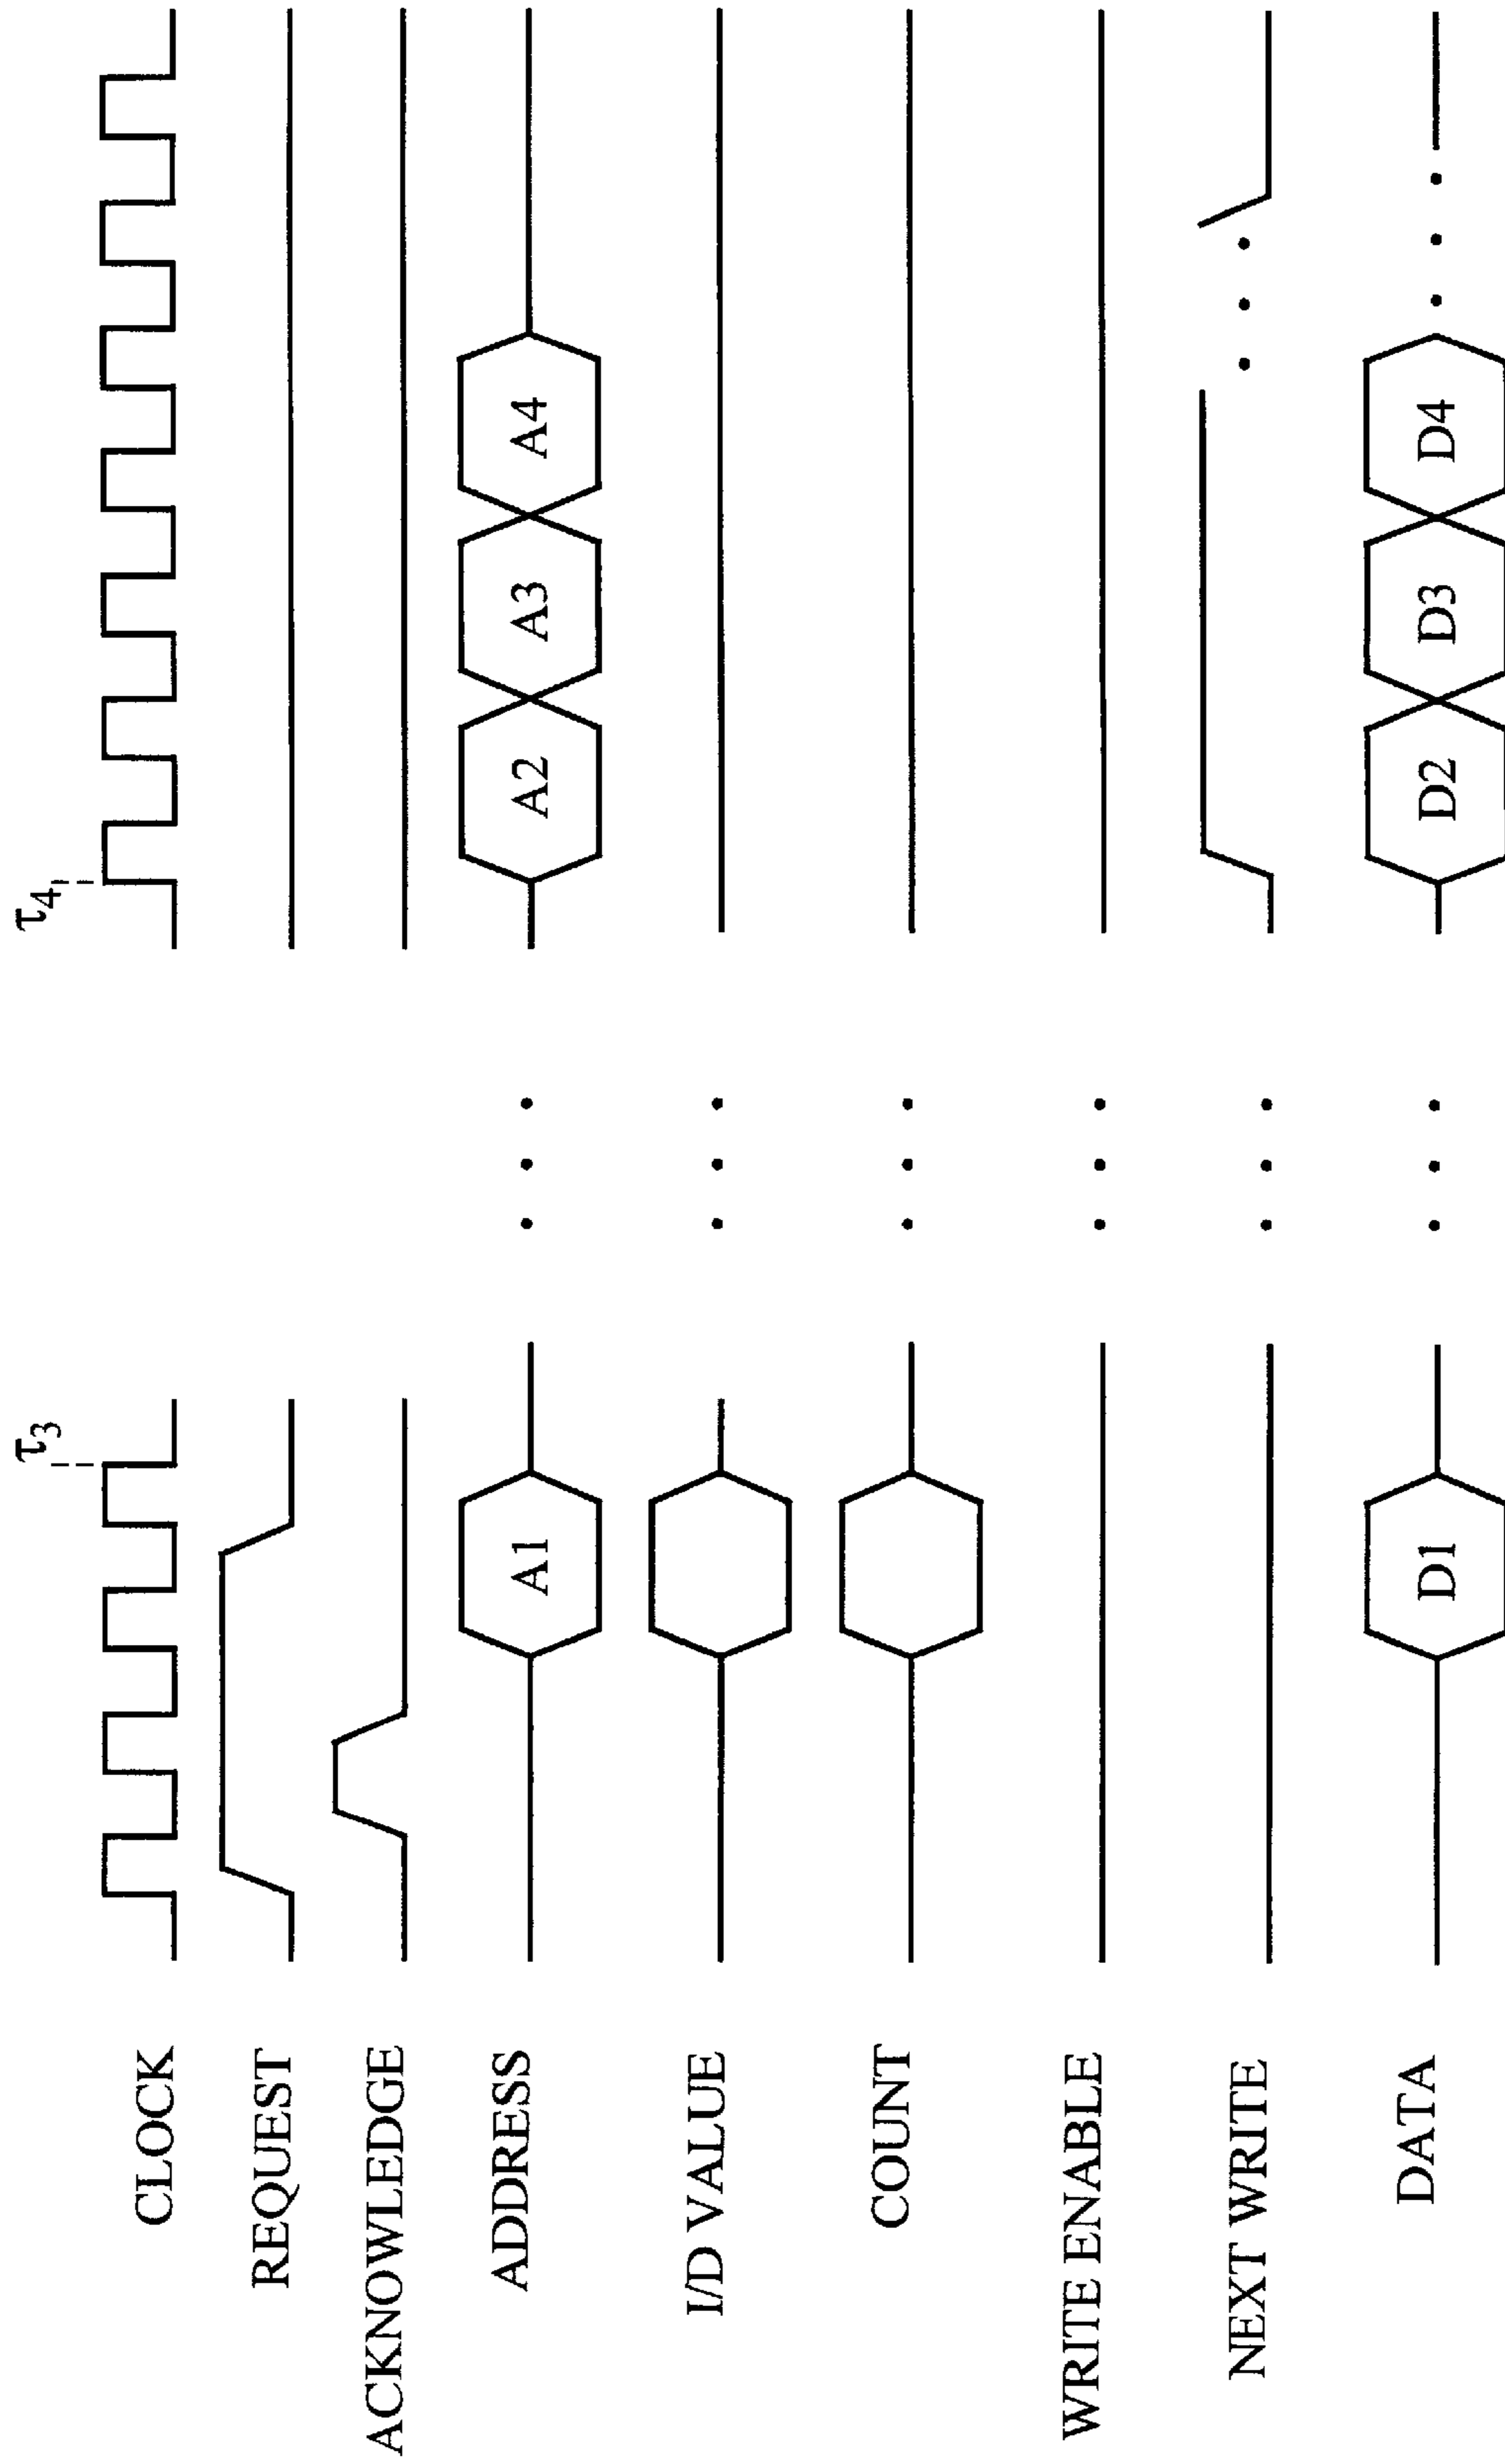 τ3 τ4
CLOCK
REQUEST
ACKNOWLEDGE
ADDRESS A1 A2 A3 A4
I/D VALUE
COUNT
WRITE ENABLE
NEXT WRITE
DATA D1 D2 D3 D4